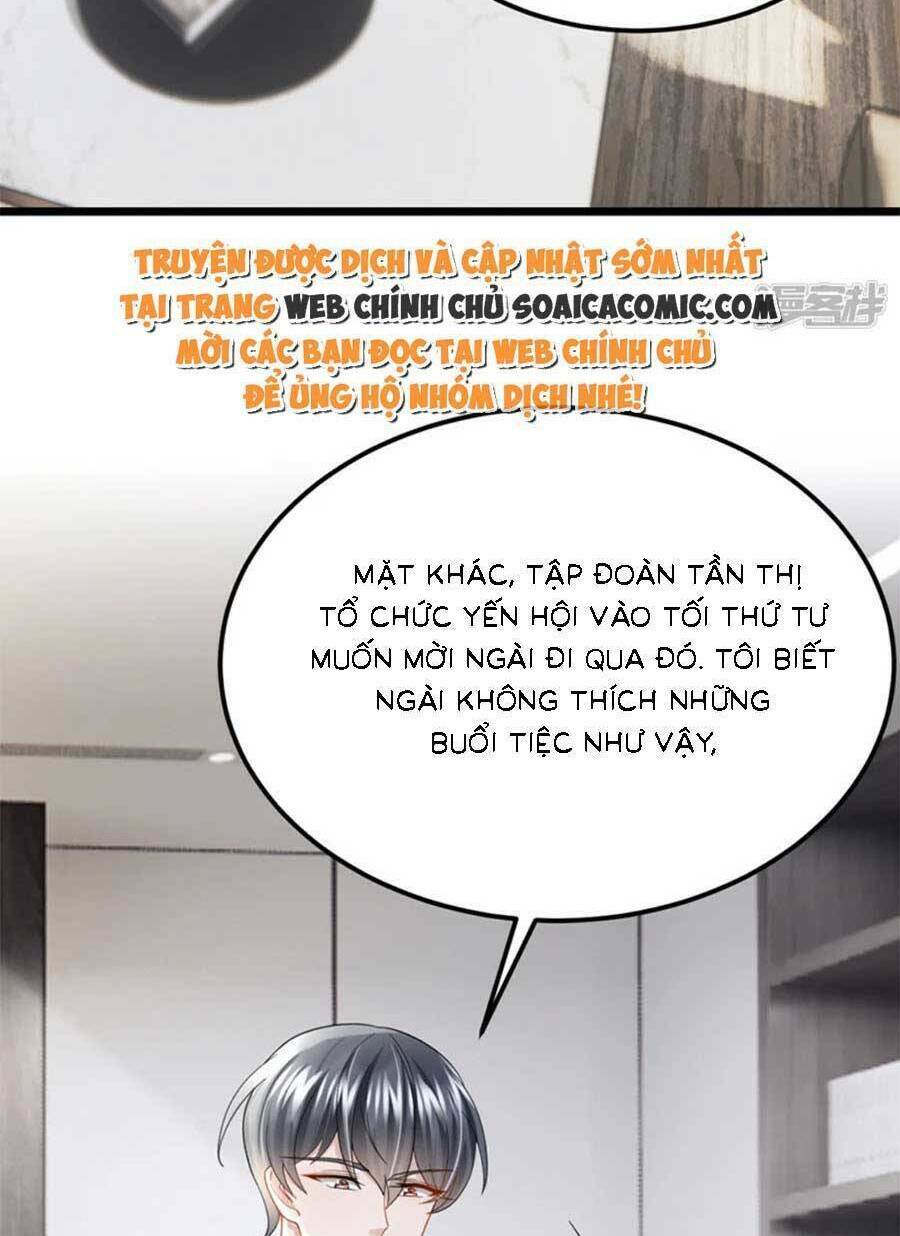 TRUYỆN ĐƯỢC DỊCH VÀ CẬP NHẬT SỚM NHẤT
TẠI TRANG WEB CHÍNH CHỦ SOAICACOMIC.COM
漫客栈
MỜI CÁC BẠN ĐỌC TẠI WEB CHÍNH CHỦ
ĐỂ ỦNG HỘ NHÓM DỊCH NHÉ!
MẶT KHÁC, TẬP ĐOÀN TẦN THỊ
TỔ CHỨC YẾN HỘI VÀO TỐI THỨ TƯ
MUỐN MỜI NGÀI ĐI QUA ĐÓ. TÔI BIẾT
NGÀI KHÔNG THÍCH NHỮNG
BUỔI TIỆC NHƯ VẬY,